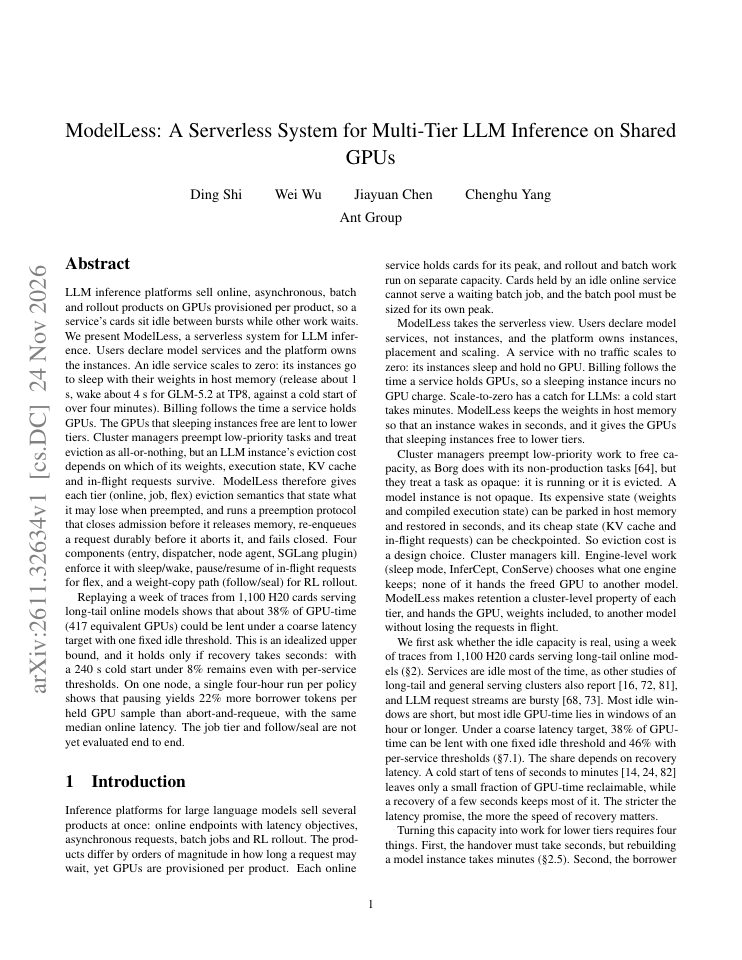 ModelLess: A Serverless System for Multi-Tier LLM Inference on Shared
GPUs
Ding Shi Wei Wu Jiayuan Chen Chenghu Yang
Ant Group
arXiv:2611.32634v1 [cs.DC] 24 Nov 2026
Abstract
LLM inference platforms sell online, asynchronous, batch
and rollout products on GPUs provisioned per product, so a
service's cards sit idle between bursts while other work waits.
We present ModelLess, a serverless system for LLM infer-
ence. Users declare model services and the platform owns
the instances. An idle service scales to zero: its instances go
to sleep with their weights in host memory (release about 1
s, wake about 4 s for GLM-5.2 at TP8, against a cold start of
over four minutes). Billing follows the time a service holds
GPUs. The GPUs that sleeping instances free are lent to lower
tiers. Cluster managers preempt low-priority tasks and treat
eviction as all-or-nothing, but an LLM instance's eviction cost
depends on which of its weights, execution state, KV cache
and in-flight requests survive. ModelLess therefore gives
each tier (online, job, flex) eviction semantics that state what
it may lose when preempted, and runs a preemption protocol
that closes admission before it releases memory, re-enqueues
a request durably before it aborts it, and fails closed. Four
components (entry, dispatcher, node agent, SGLang plugin)
enforce it with sleep/wake, pause/resume of in-flight requests
for flex, and a weight-copy path (follow/seal) for RL rollout.
Replaying a week of traces from 1,100 H20 cards serving
long-tail online models shows that about 38% of GPU-time
(417 equivalent GPUs) could be lent under a coarse latency
target with one fixed idle threshold. This is an idealized upper
bound, and it holds only if recovery takes seconds: with
a 240 s cold start under 8% remains even with per-service
thresholds. On one node, a single four-hour run per policy
shows that pausing yields 22% more borrower tokens per
held GPU sample than abort-and-requeue, with the same
median online latency. The job tier and follow/seal are not
yet evaluated end to end.
1 Introduction
Inference platforms for large language models sell several
products at once: online endpoints with latency objectives,
asynchronous requests, batch jobs and RL rollout. The prod-
ucts differ by orders of magnitude in how long a request may
wait, yet GPUs are provisioned per product. Each online
service holds cards for its peak, and rollout and batch work
run on separate capacity. Cards held by an idle online service
cannot serve a waiting batch job, and the batch pool must be
sized for its own peak.
ModelLess takes the serverless view. Users declare model
services, not instances, and the platform owns instances,
placement and scaling. A service with no traffic scales to
zero: its instances sleep and hold no GPU. Billing follows the
time a service holds GPUs, so a sleeping instance incurs no
GPU charge. Scale-to-zero has a catch for LLMs: a cold start
takes minutes. ModelLess keeps the weights in host memory
so that an instance wakes in seconds, and it gives the GPUs
that sleeping instances free to lower tiers.
Cluster managers preempt low-priority work to free ca-
pacity, as Borg does with its non-production tasks [64], but
they treat a task as opaque: it is running or it is evicted. A
model instance is not opaque. Its expensive state (weights
and compiled execution state) can be parked in host memory
and restored in seconds, and its cheap state (KV cache and
in-flight requests) can be checkpointed. So eviction cost is
a design choice. Cluster managers kill. Engine-level work
(sleep mode, InferCept, ConServe) chooses what one engine
keeps; none of it hands the freed GPU to another model.
ModelLess makes retention a cluster-level property of each
tier, and hands the GPU, weights included, to another model
without losing the requests in flight.
We first ask whether the idle capacity is real, using a week
of traces from 1,100 H20 cards serving long-tail online mod-
els (§2). Services are idle most of the time, as other studies of
long-tail and general serving clusters also report [16, 72, 81],
and LLM request streams are bursty [68, 73]. Most idle win-
dows are short, but most idle GPU-time lies in windows of an
hour or longer. Under a coarse latency target, 38% of GPU-
time can be lent with one fixed idle threshold and 46% with
per-service thresholds (§7.1). The share depends on recovery
latency. A cold start of tens of seconds to minutes [14, 24, 82]
leaves only a small fraction of GPU-time reclaimable, while
a recovery of a few seconds keeps most of it. The stricter the
latency promise, the more the speed of recovery matters.
Turning this capacity into work for lower tiers requires four
things. First, the handover must take seconds, but rebuilding
a model instance takes minutes (§2.5). Second, the borrower
1